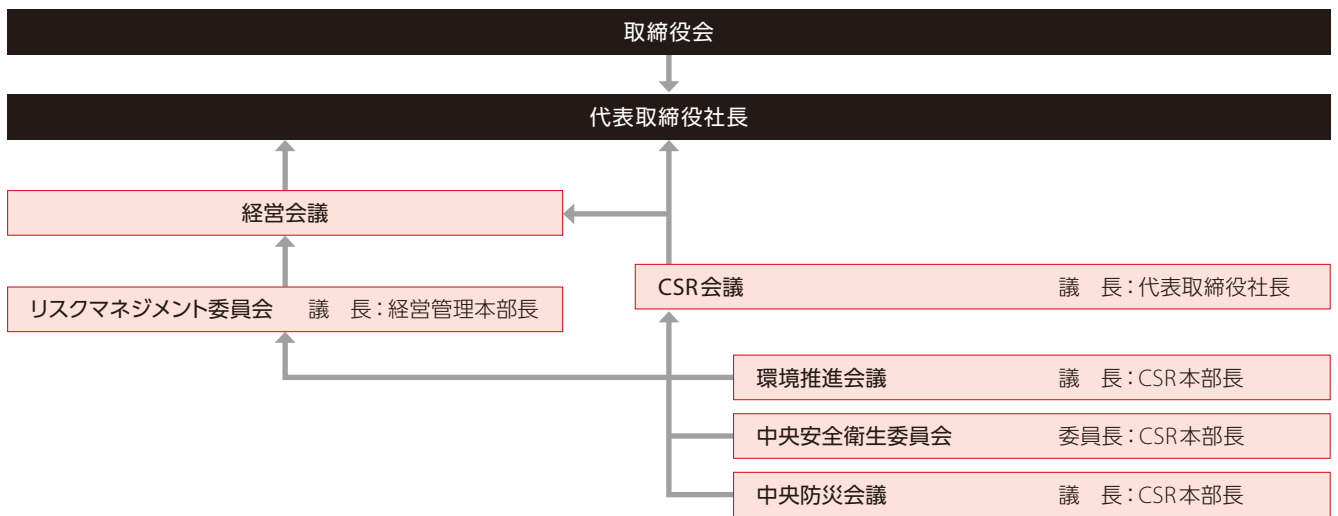 取締役会
代表取締役社長
経営会議
CSR会議 議　長：代表取締役社長
リスクマネジメント委員会 議　長：経営管理本部長
環境推進会議 議　長：CSR本部長
中央安全衛生委員会 委員長：CSR本部長
中央防災会議 議　長：CSR本部長